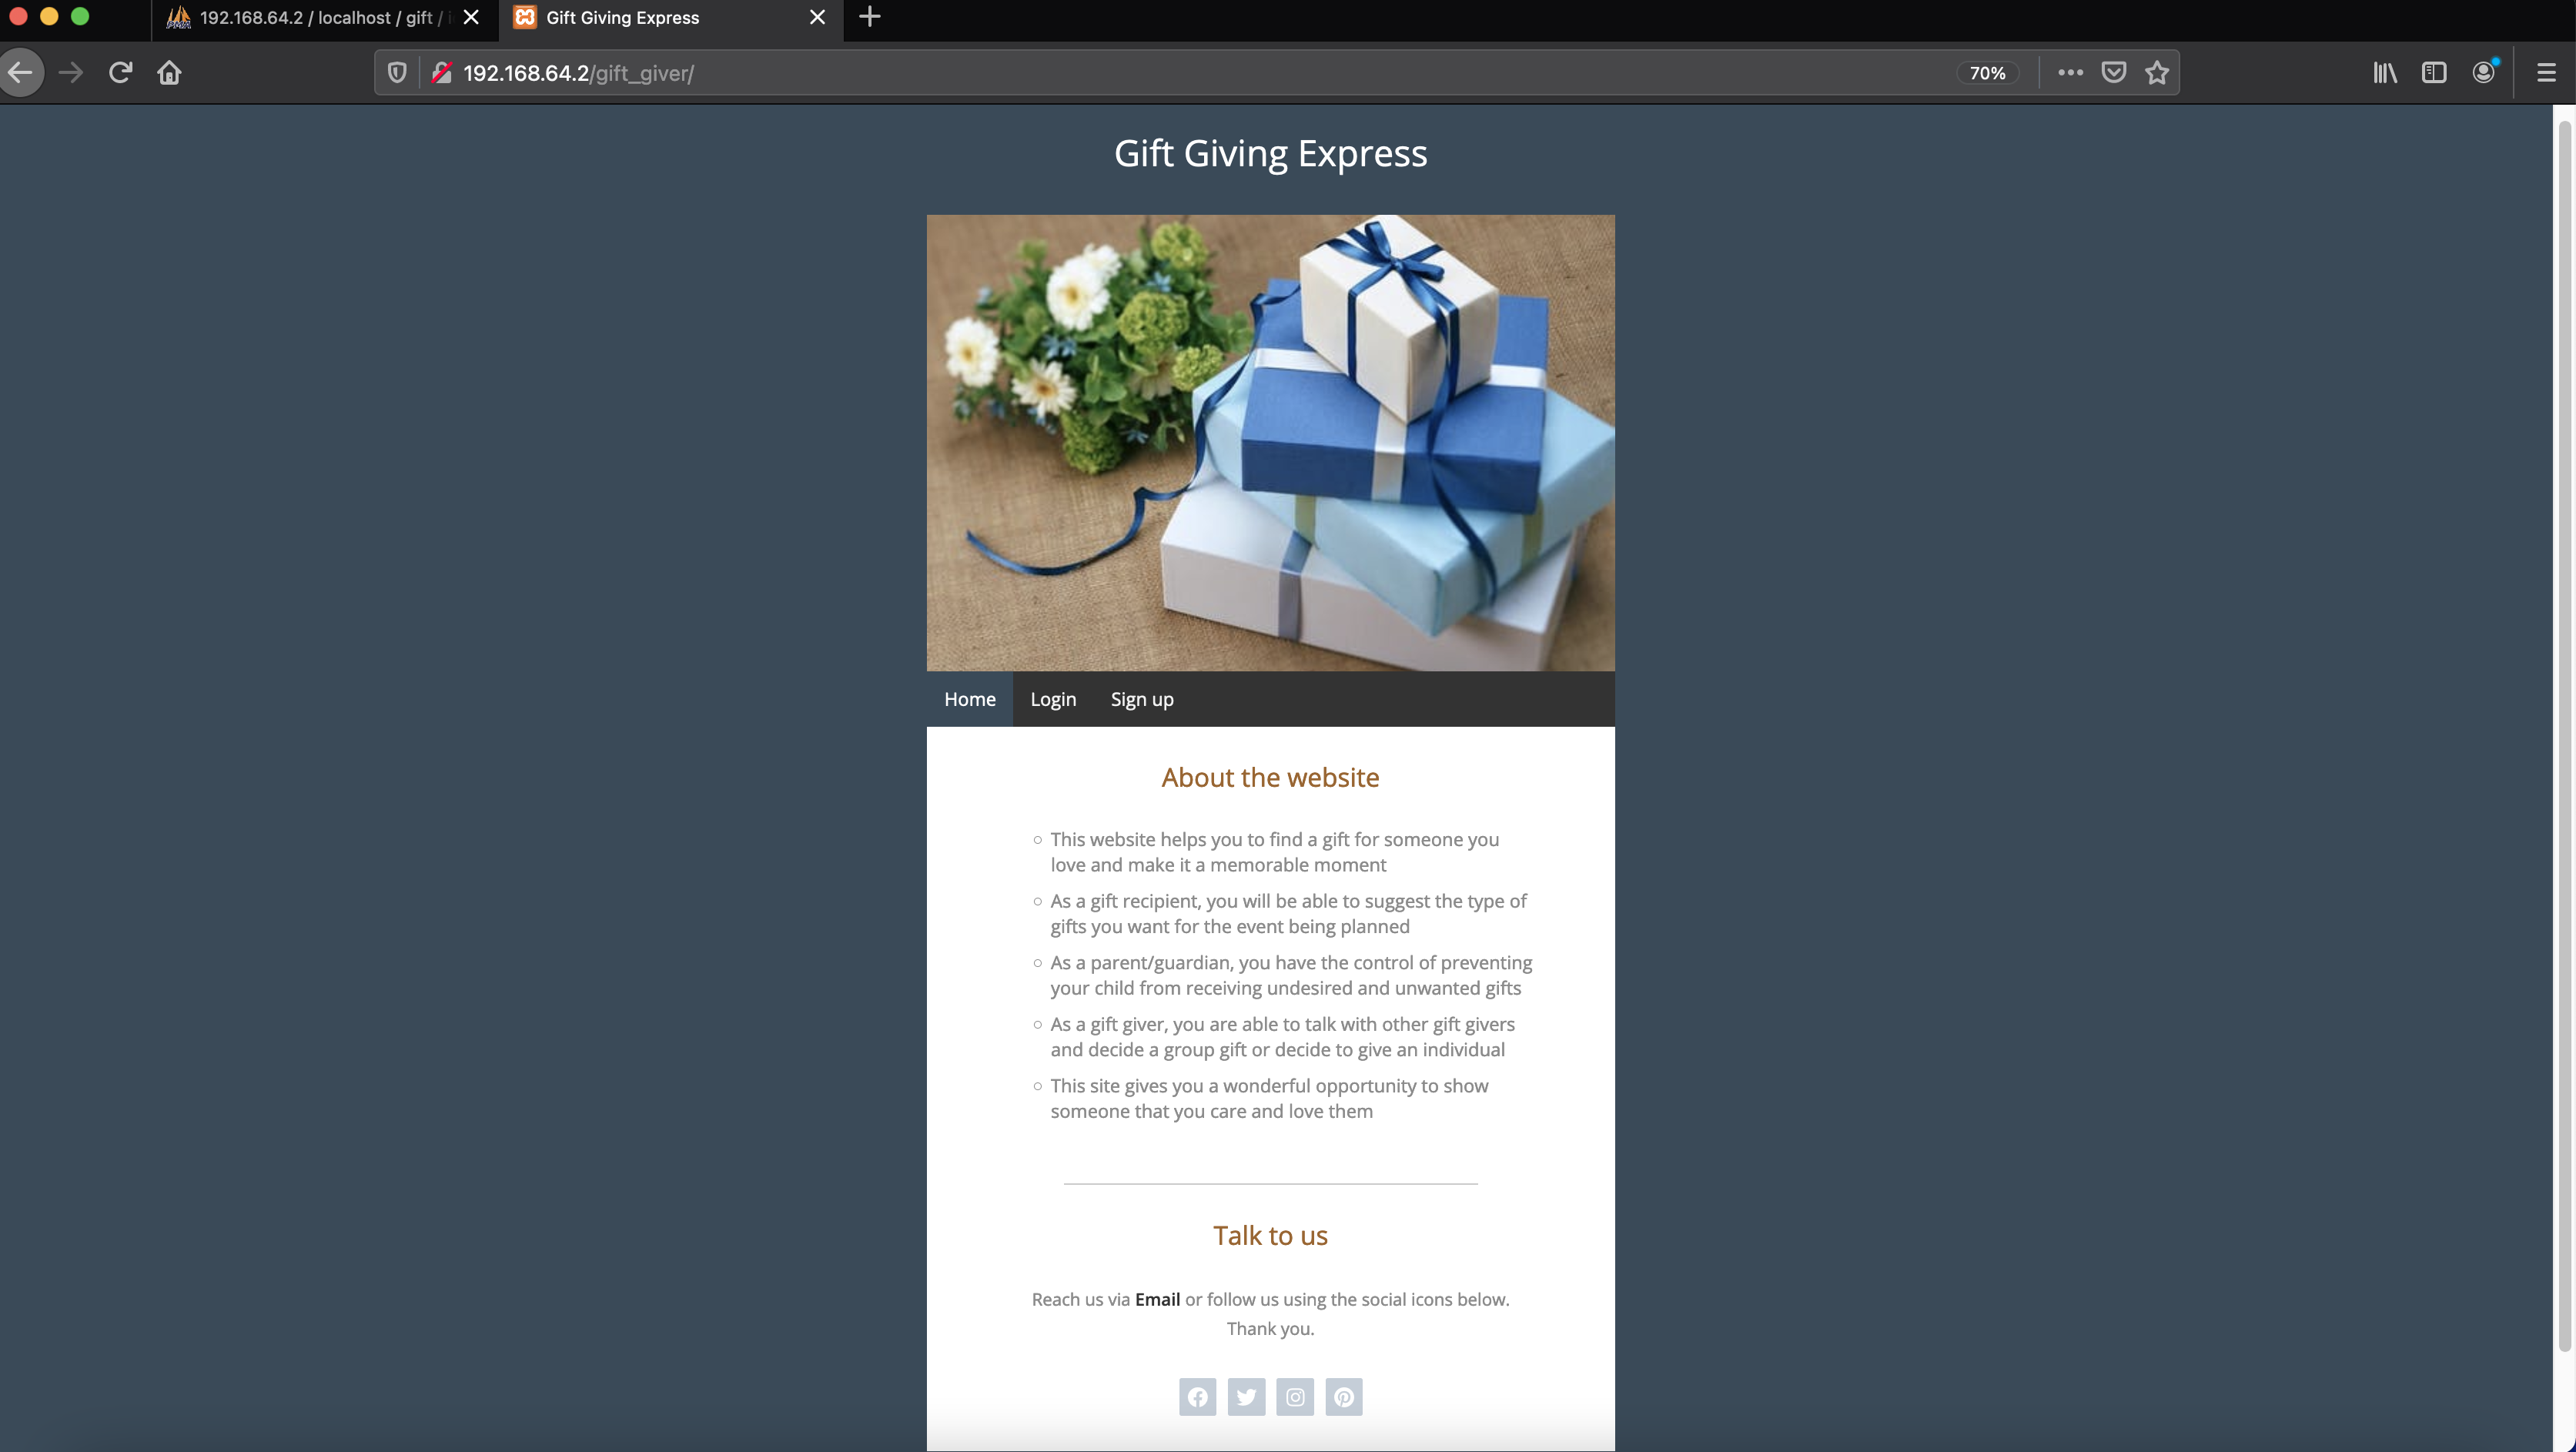 192.168.64.2 / localhost / gift /
Gift Giving Express
192.168.64.2/gift_giver/
70%
Gift Giving Express
Home Login Sign up
About the website
This website helps you to find a gift for someone you
love and make it a memorable moment
As a gift recipient, you will be able to suggest the type of
gifts you want for the event being planned
As a parent/guardian, you have the control of preventing
your child from receiving undesired and unwanted gifts
As a gift giver, you are able to talk with other gift givers
and decide a group gift or decide to give an individual
This site gives you a wonderful opportunity to show
someone that you care and love them
Talk to us
Reach us via Email or follow us using the social icons below.
Thank you.